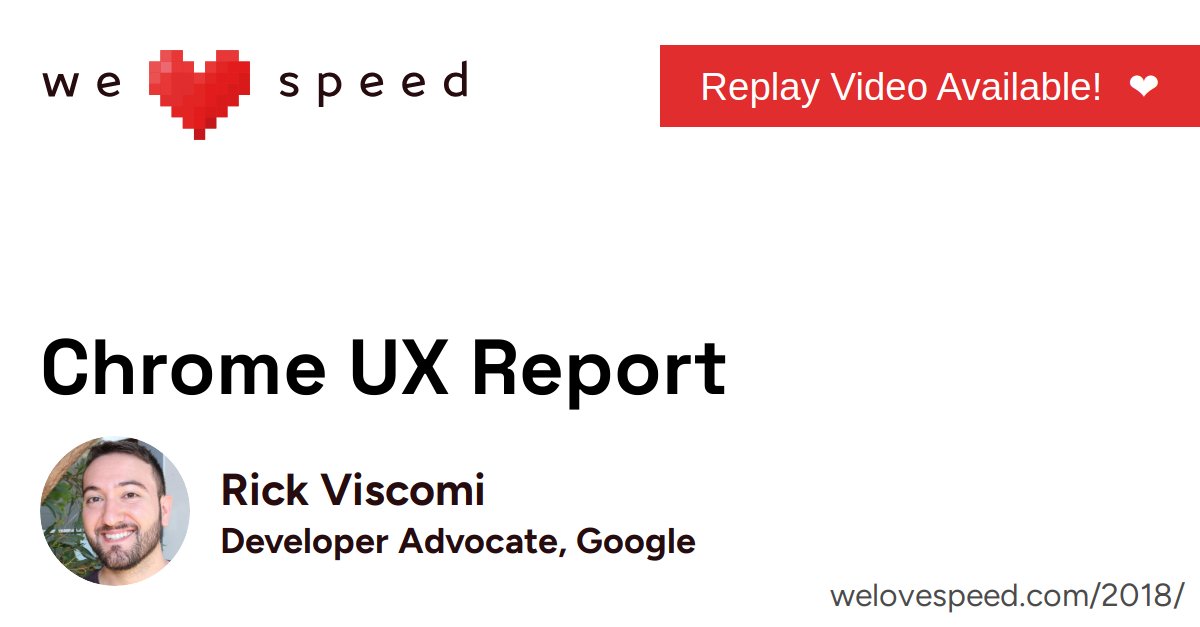 we speed
Replay Video Available! ❤
Chrome UX Report
Rick Viscomi
Developer Advocate, Google
welovespeed.com/2018/